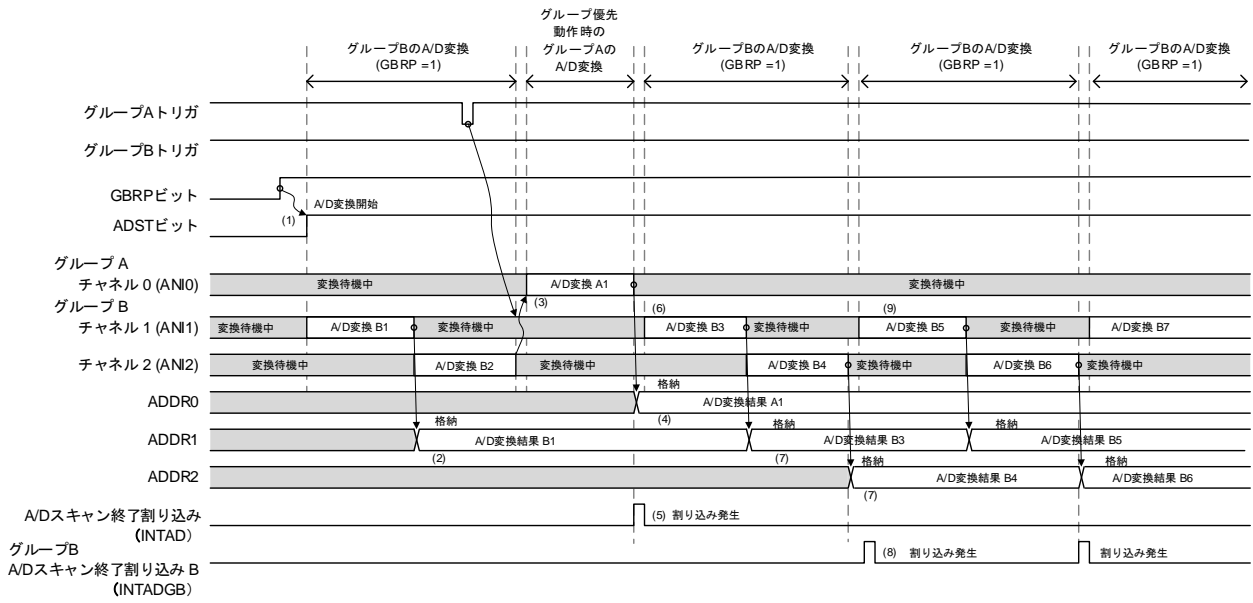 グループ優先
動作時の
グループAの
A/D変換
グループBのA/D変換
(GBRP =1)
グループBのA/D変換
(GBRP =1)
グループBのA/D変換
(GBRP =1)
グループBのA/D変換
(GBRP =1)
グループAトリガ
グループBトリガ
GBRPビット
A/D変換開始
(1)
ADSTビット
グループ A
チャネル 0 (ANI0)
変換待機中
A/D変換 A1
変換待機中
(3)
グループ B
(6)
(9)
チャネル 1 (ANI1)
変換待機中
A/D変換 B1
変換待機中
A/D変換 B3
変換待機中
A/D変換 B5
変換待機中
A/D変換 B7
チャネル 2 (ANI2)
変換待機中
A/D変換 B2
変換待機中
A/D変換 B4
変換待機中
A/D変換 B6
変換待機中
格納
ADDR0
A/D変換結果 A1
(4)
格納
格納
格納
ADDR1
A/D変換結果 B1
A/D変換結果 B3
A/D変換結果 B5
(2)
(7)
格納
格納
ADDR2
A/D変換結果 B4
A/D変換結果 B6
(7)
A/Dスキャン終了割り込み
(INTAD)
(5) 割り込み発生
グループB
A/Dスキャン終了割り込み B
(INTADGB)
(8) 割り込み発生
割り込み発生